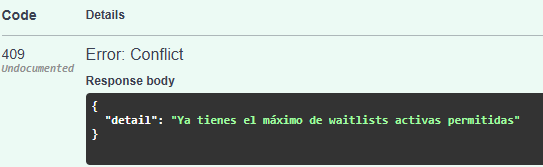 Code Details
409 Error: Conflict
Undocumented
Response body
{
"detail": "Ya tienes el máximo de waitlists activas permitidas"
}